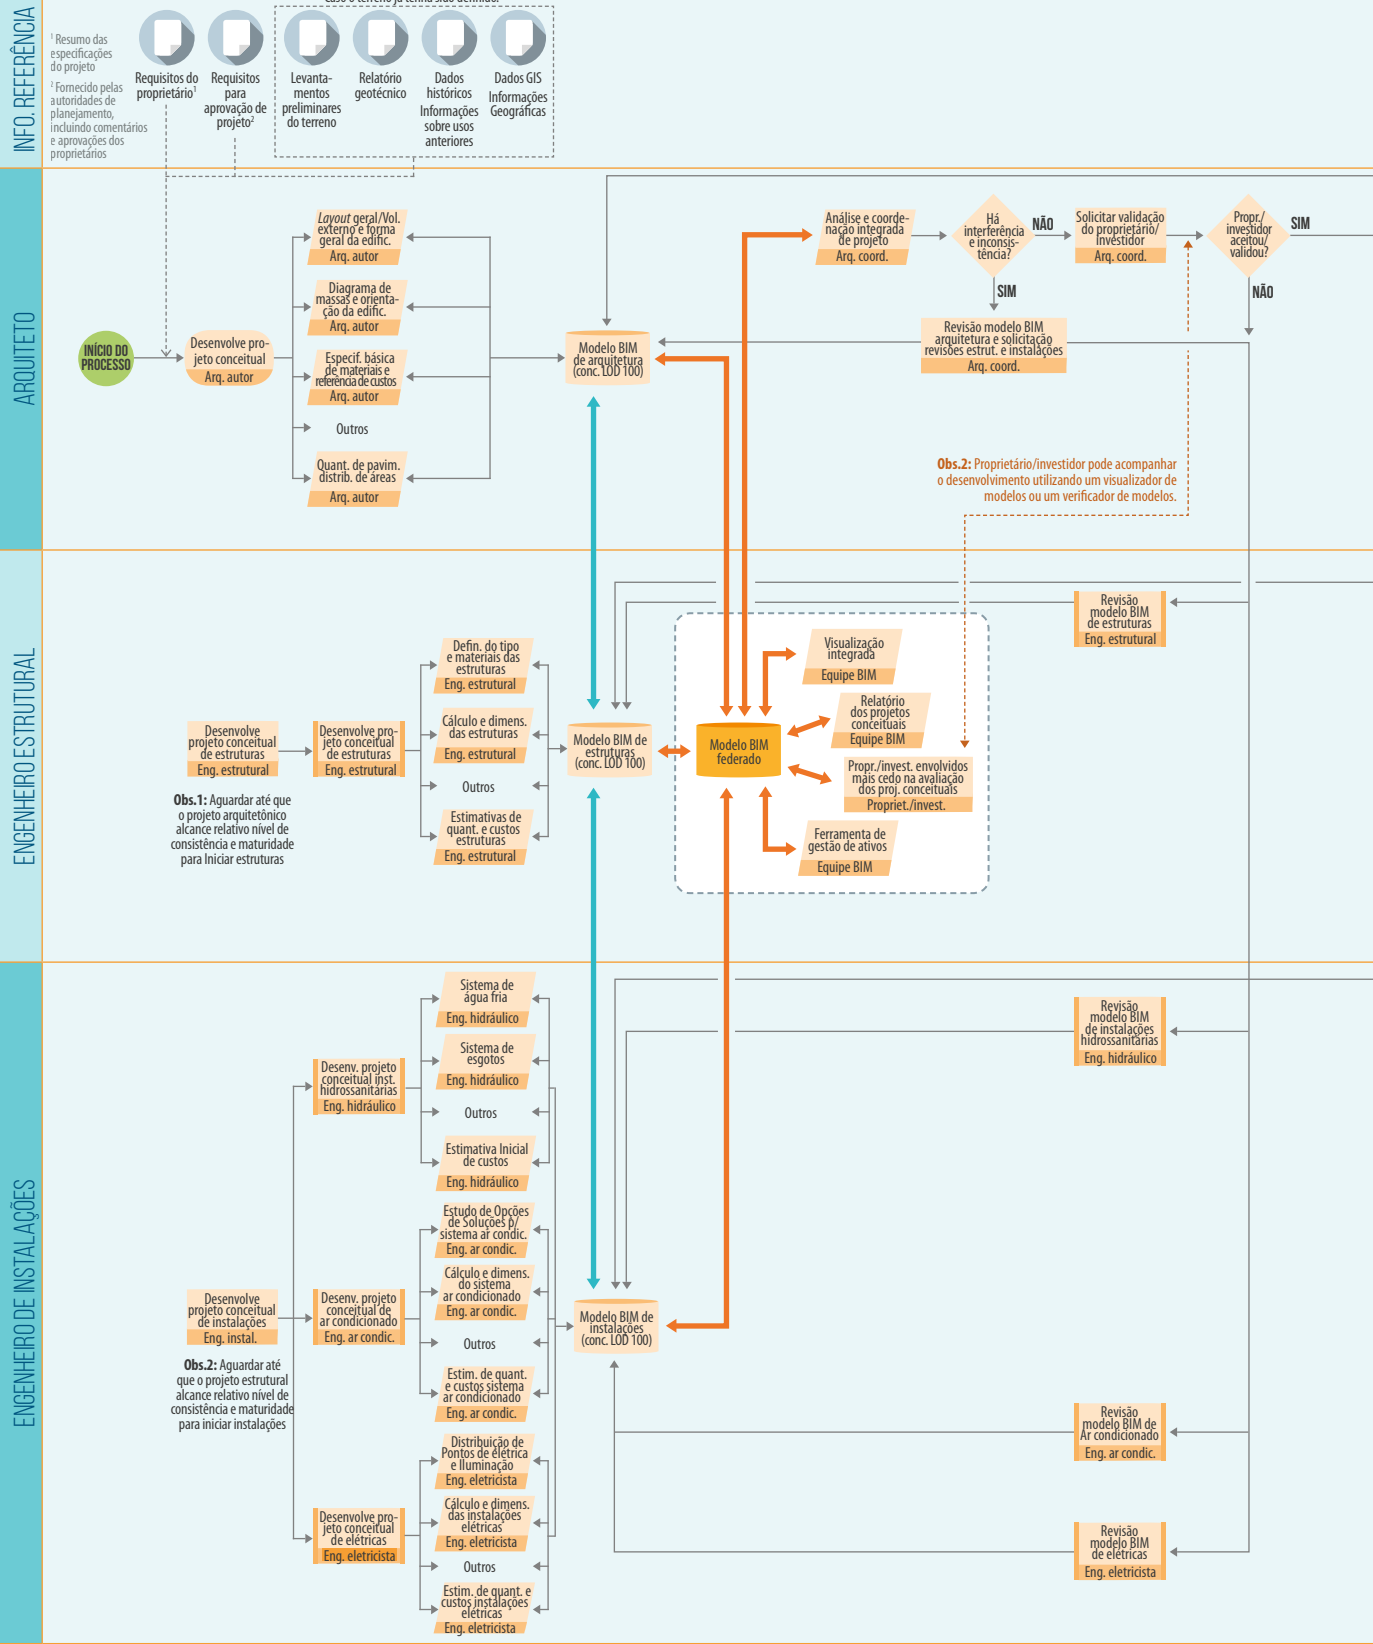 INFO. REFERÊNCIA
Caso o terreno já tenha sido definido.
¹ Resumo das
especificações
do projeto
² Fornecido pelas
autoridades de
planejamento,
incluindo comentários
e aprovações dos
proprietários
Requisitos do
proprietário¹
Requisitos
para
aprovação de
projeto²
Levanta-
mentos
preliminares
do terreno
Relatório
geotécnico
Dados
históricos
Informações
sobre usos
anteriores
Dados GIS
Informações
Geográficas
ARQUITETO
INÍCIO DO
PROCESSO
Desenvolve pro-
jeto conceitual
Arq. autor
Layout geral/Vol.
externo e forma
geral da edific.
Arq. autor
Diagrama de
massas e orienta-
ção da edific.
Arq. autor
Especif. básica
de materiais e
referência de custos
Arq. autor
Outros
Quant. de pavim.
distrib. de áreas
Arq. autor
Modelo BIM
de arquitetura
(conc. LOD 100)
Análise e coorde-
nação integrada
de projeto
Arq. coord.
Há
interferência
e inconsis-
tência?
NÃO
SIM
Solicitar validação
do proprietário/
Investidor
Arq. coord.
Propr./
investidor
aceitou/
validou?
SIM
NÃO
Revisão modelo BIM
arquitetura e solicitação
revisões estrut. e instalações
Arq. coord.
Obs.2: Proprietário/investidor pode acompanhar
o desenvolvimento utilizando um visualizador de
modelos ou um verificador de modelos.
ENGENHEIRO ESTRUTURAL
Desenvolve
projeto conceitual
de estruturas
Eng. estrutural
Obs.1: Aguardar até que
o projeto arquitetônico
alcance relativo nível de
consistência e maturidade
para Iniciar estruturas
Desenvolve pro-
jeto conceitual
de estruturas
Eng. estrutural
Defin. do tipo
e materiais das
estruturas
Eng. estrutural
Cálculo e dimens.
das estruturas
Eng. estrutural
Outros
Estimativas de
quant. e custos
estruturas
Eng. estrutural
Modelo BIM de
estruturas
(conc. LOD 100)
Modelo BIM
federado
Visualização
integrada
Equipe BIM
Relatório
dos projetos
conceituais
Equipe BIM
Propr./invest. envolvidos
mais cedo na avaliação
dos proj. conceituais
Propriet./invest.
Ferramenta de
gestão de ativos
Equipe BIM
Revisão
modelo BIM
de estruturas
Eng. estrutural
ENGENHEIRO DE INSTALAÇÕES
Desenvolve
projeto conceitual
de instalações
Eng. instal.
Obs.2: Aguardar até
que o projeto estrutural
alcance relativo nível de
consistência e maturidade
para iniciar instalações
Desenv. projeto
conceitual inst.
hidrossanitárias
Eng. hidráulico
Sistema de
água fria
Eng. hidráulico
Sistema de
esgotos
Eng. hidráulico
Outros
Estimativa Inicial
de custos
Eng. hidráulico
Desenv. projeto
conceitual de
ar condicionado
Eng. ar condic.
Estudo de Opções
de Soluções p/
sistema ar condic.
Eng. ar condic.
Cálculo e dimens.
do sistema
ar condicionado
Eng. ar condic.
Outros
Estim. de quant.
e custos sistema
ar condicionado
Eng. ar condic.
Desenvolve pro-
jeto conceitual
de elétricas
Eng. eletricista
Distribuição de
Pontos de elétrica
e Iluminação
Eng. eletricista
Cálculo e dimens.
das instalações
elétricas
Eng. eletricista
Outros
Estim. de quant. e
custos instalações
elétricas
Eng. eletricista
Modelo BIM de
instalações
(conc. LOD 100)
Revisão
modelo BIM
de instalações
hidrossanitárias
Eng. hidráulico
Revisão
modelo BIM de
Ar condicionado
Eng. ar condic.
Revisão
modelo BIM
de elétricas
Eng. eletricista